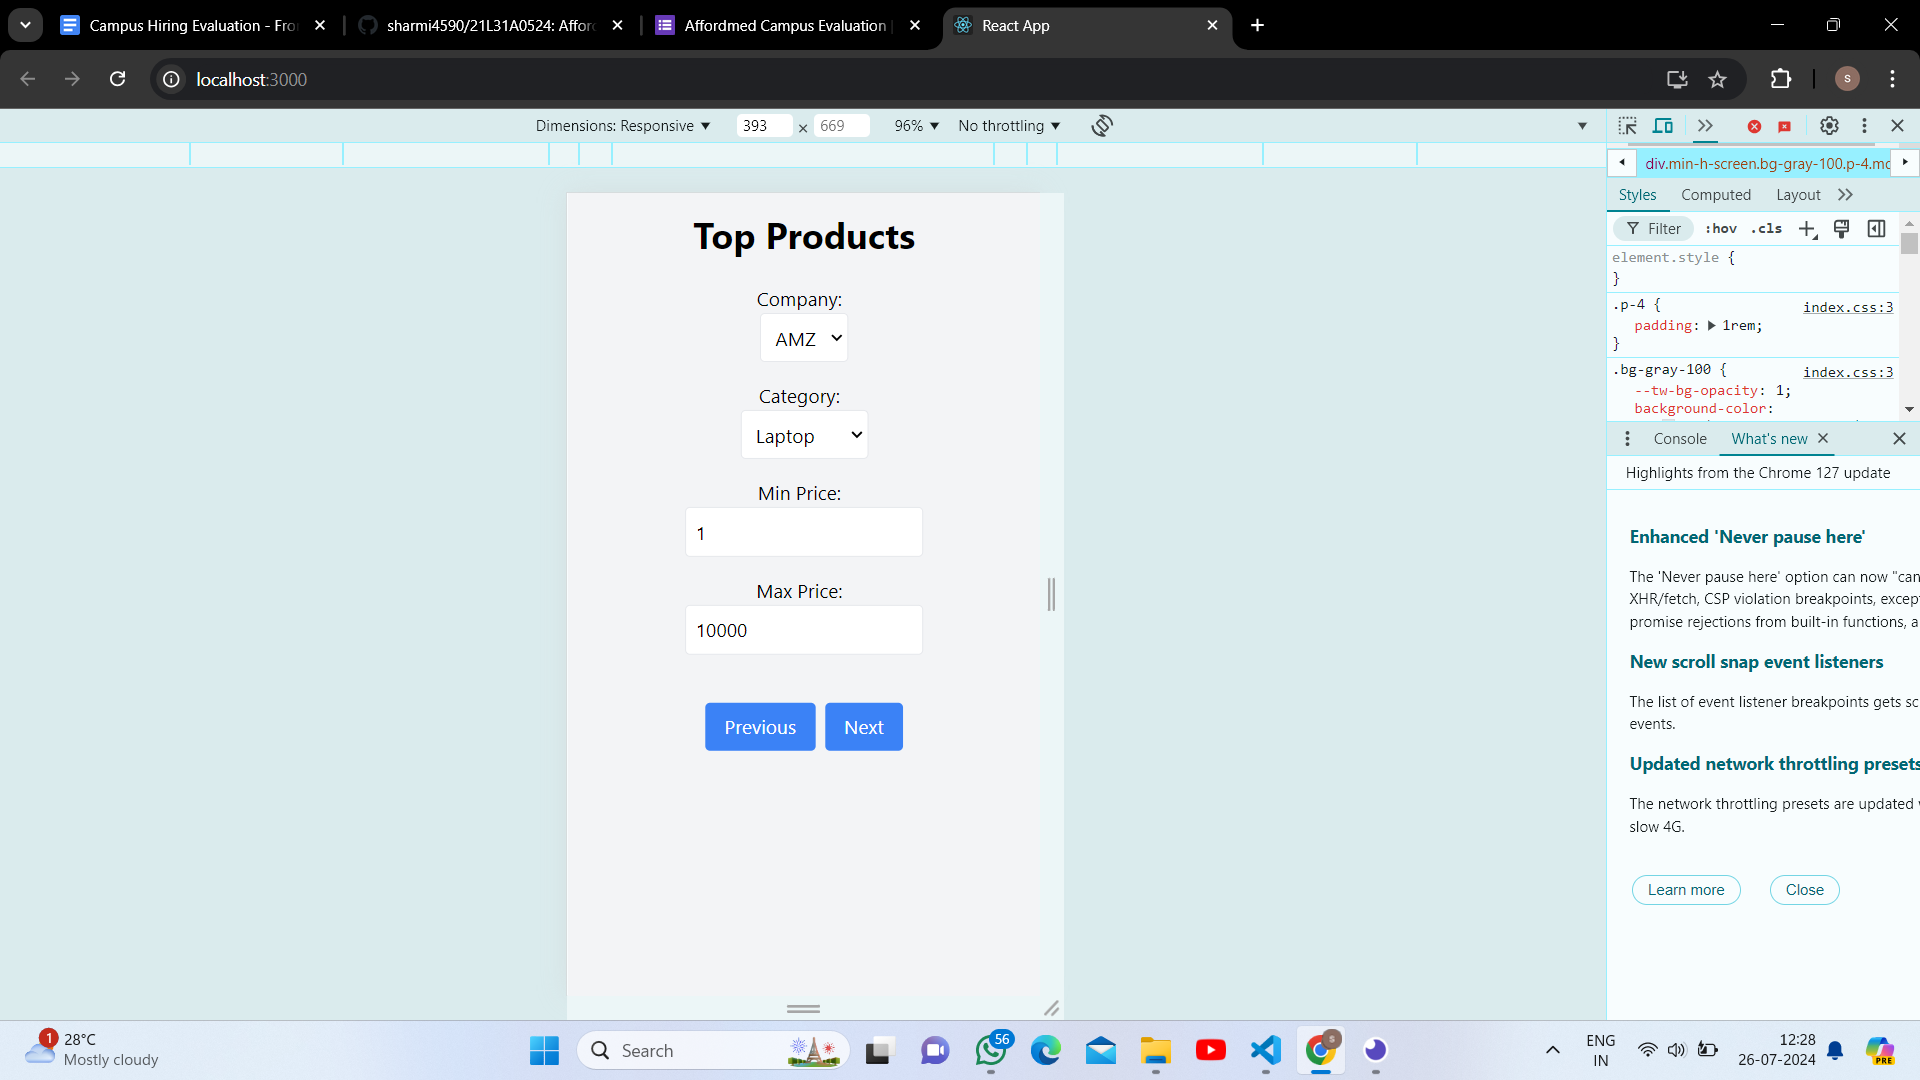 Campus Hiring Evaluation - Fro
sharmi4590/21L31A0524: Affor
Affordmed Campus Evaluation
React App
localhost:3000
S
Dimensions: Responsive
393 × 669
96%
No throttling
div.min-h-screen.bg-gray-100.p-4.mc
Styles Computed Layout
Filter :hov .cls
element.style {
}
.p-4 { index.css:3
padding: 1rem;
}
.bg-gray-100 { index.css:3
--tw-bg-opacity: 1;
background-color:
Console What's new
Highlights from the Chrome 127 update
Enhanced 'Never pause here'
The 'Never pause here' option can now "can
XHR/fetch, CSP violation breakpoints, excep
promise rejections from built-in functions, a
New scroll snap event listeners
The list of event listener breakpoints gets sc
events.
Updated network throttling presets
The network throttling presets are updated
slow 4G.
Learn more Close
Top Products
Company:
AMZ
Category:
Laptop
Min Price:
1
Max Price:
10000
Previous Next
1
28°C
Mostly cloudy
Search
56
S
ENG
IN
12:28
26-07-2024
PRE